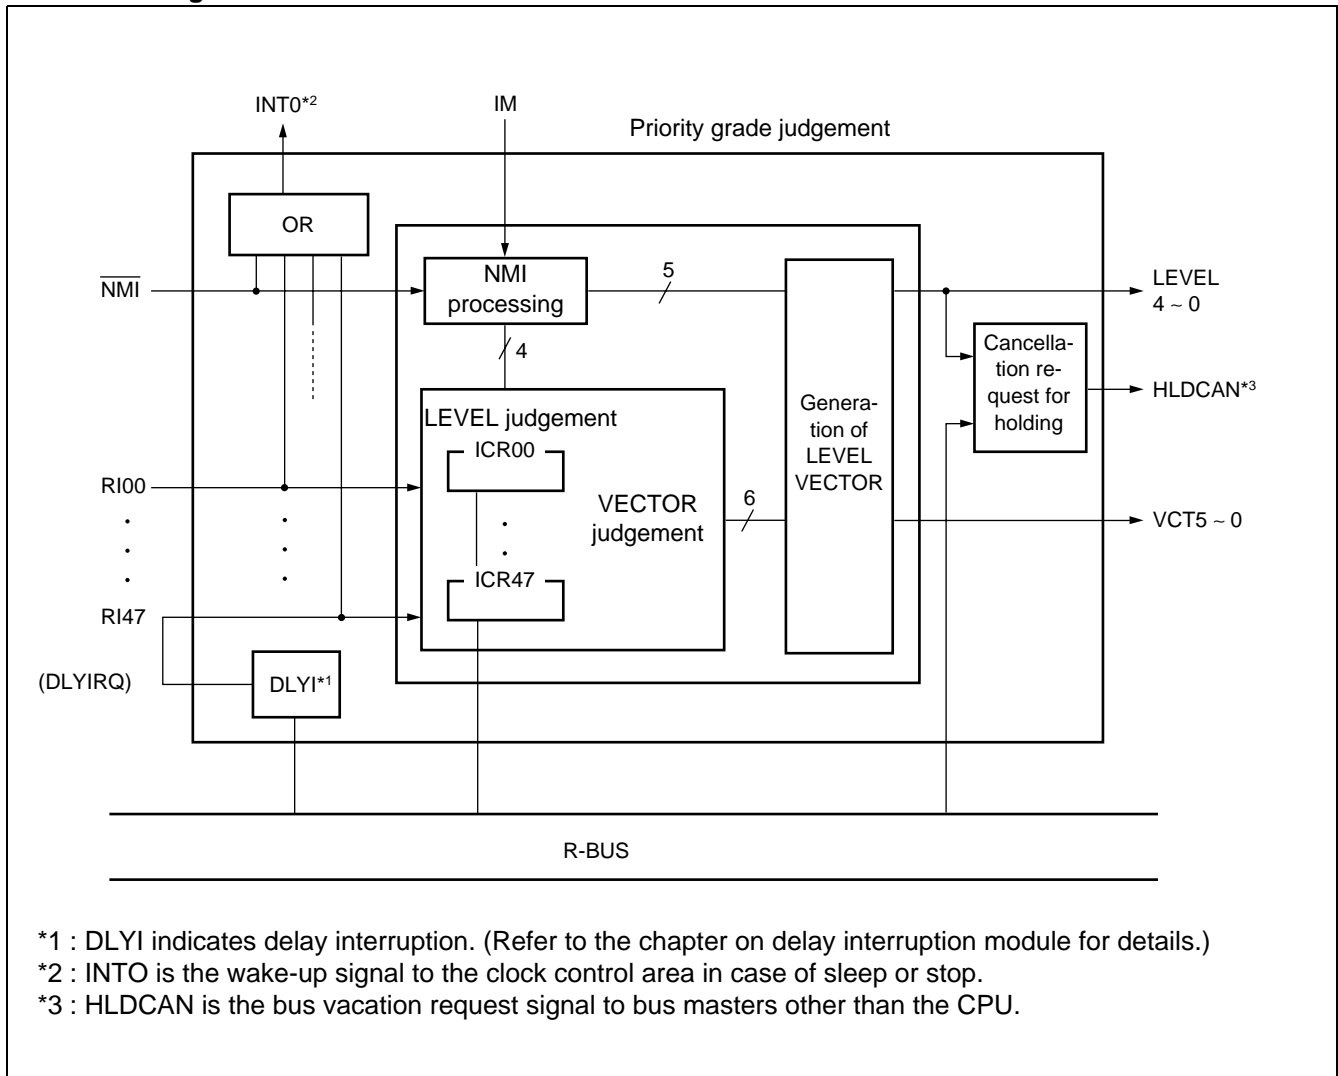 INT0*2
IM
Priority grade judgement
OR
NMI
NMI
processing
5
LEVEL
4 ~ 0
4
Cancella-
tion re-
quest for
holding
HLDCAN*3
LEVEL judgement
ICR00
Genera-
tion of
LEVEL
VECTOR
RI00
VECTOR
judgement
6
VCT5 ~ 0
ICR47
RI47
(DLYIRQ)
DLYI*1
R-BUS
*1 : DLYI indicates delay interruption. (Refer to the chapter on delay interruption module for details.)
*2 : INTO is the wake-up signal to the clock control area in case of sleep or stop.
*3 : HLDCAN is the bus vacation request signal to bus masters other than the CPU.